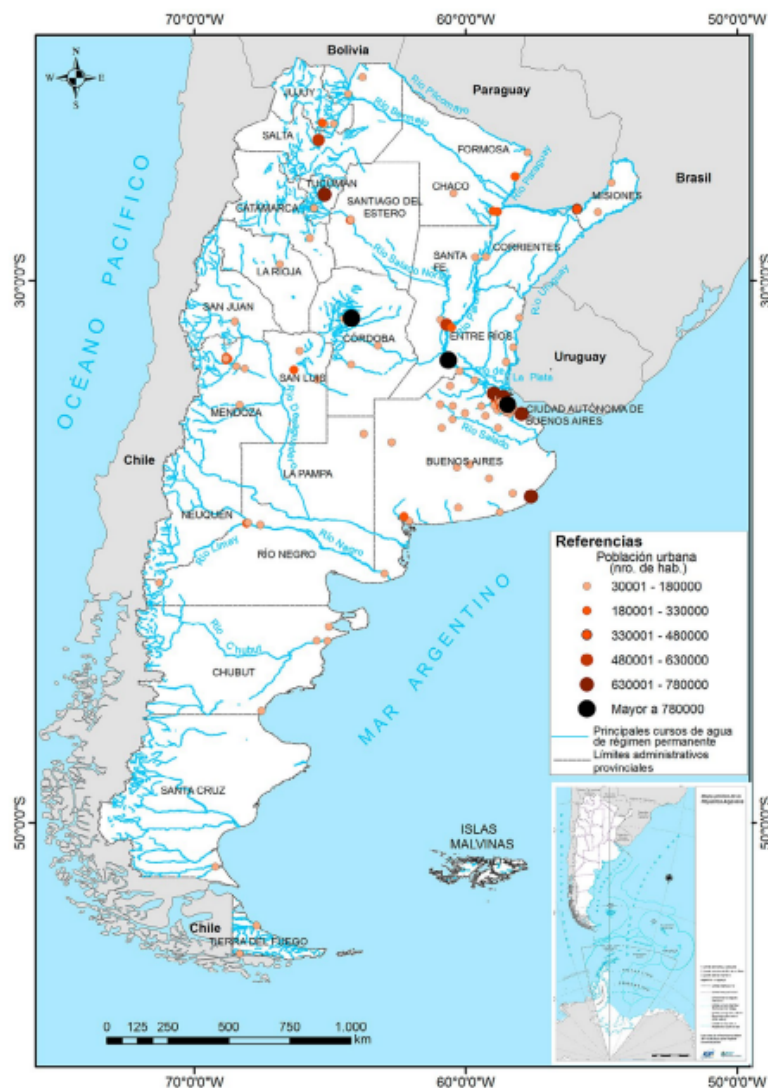 70°0'0"O
60°0'0"O
50°0'0"O
N
W
E
S
Bolivia
JUJUY
Río Pilcomayo
Paraguay
Río Bermejo
SALTA
FORMOSA
Río Paraguay
Brasil
TUCUMÁN
CHACO
MISIONES
SANTIAGO DEL
ESTERO
CATAMARCA
SANTA
FE
CORRIENTES
OCÉANO PACÍFICO
LA RIOJA
Río Salado Norte
Río Uruguay
30°0'0"S
30°0'0"S
SAN JUAN
CÓRDOBA
ENTRE RÍOS
Uruguay
SAN LUIS
Río de
La Plata
MENDOZA
CIUDAD AUTÓNOMA DE
BUENOS AIRES
Río Salado
Río Desaguadero
Chile
BUENOS AIRES
LA PAMPA
NEUQUÉN
Río Limay
Río Negro
RÍO NEGRO
MAR ARGENTINO
Río
Chubut
CHUBUT
SANTA CRUZ
50°0'0"S
50°0'0"S
ISLAS
MALVINAS
Chile
TIERRA DEL FUEGO
Referencias
Población urbana
(nro. de hab.)
30001 - 180000
180001 - 330000
330001 - 480000
480001 - 630000
630001 - 780000
Mayor a 780000
Principales cursos de agua
de régimen permanente
Límites administrativos
provinciales
0 125 250 500 750 1.000
km
70°0'0"O
60°0'0"O